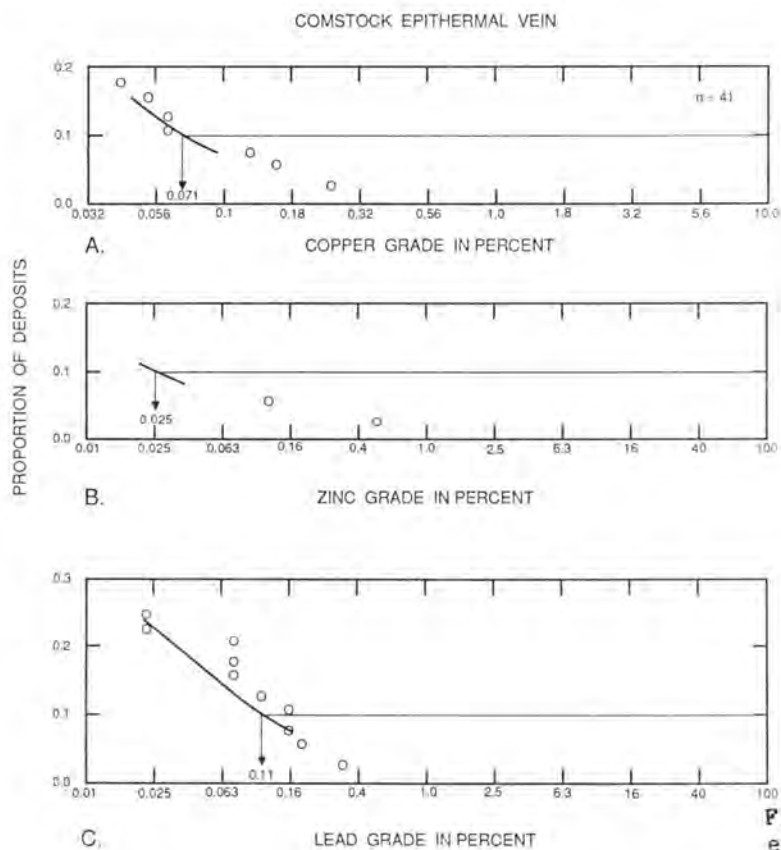 COMSTOCK EPITHERMAL VEIN
PROPORTION OF DEPOSITS
0.2
n = 41
0.1
0.071
0.0
0.032 0.056 0.1 0.18 0.32 0.56 1.0 1.8 3.2 5.6 10.0
A. COPPER GRADE IN PERCENT
0.2
0.1
0.025
0.0
0.01 0.025 0.063 0.16 0.4 1.0 2.5 6.3 16 40 100
B. ZINC GRADE IN PERCENT
0.3
0.2
0.1
0.11
0.0
0.01 0.025 0.063 0.16 0.4 1.0 2.5 6.3 16 40 100
F
C. LEAD GRADE IN PERCENT e